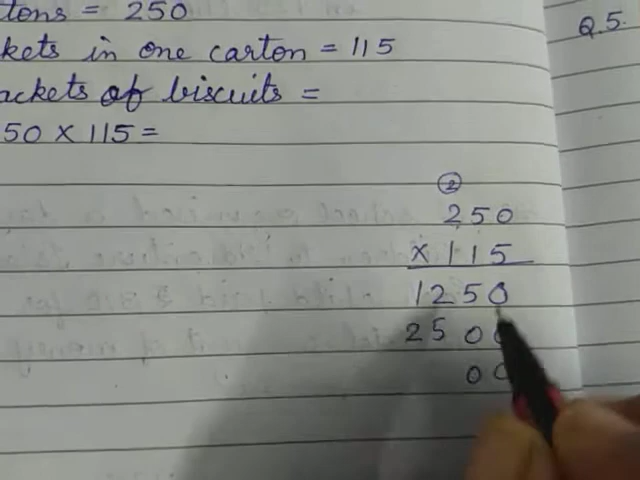 tons = 250
kets in one carton = 115
ackets of biscuits =
50 × 115 =
Q.5.
2
250
× 115
1250
2500
00